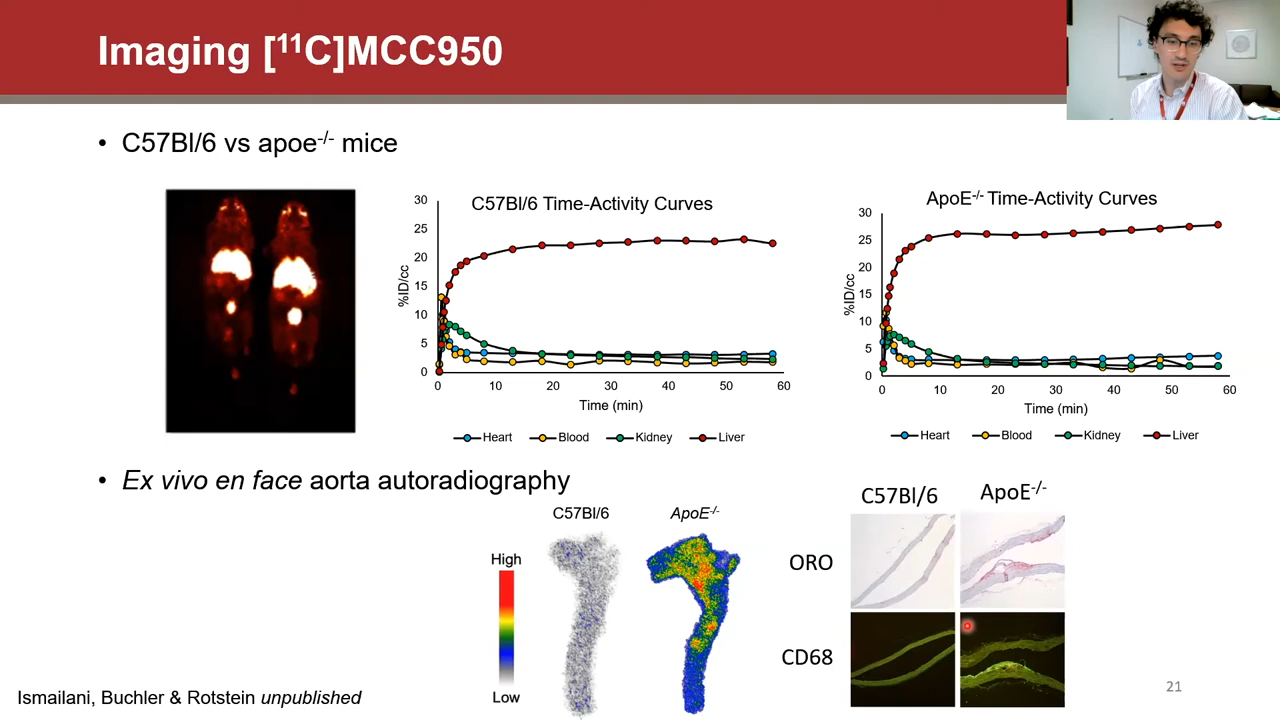 Imaging [¹¹C]MCC950
• C57Bl/6 vs apoe⁻/⁻ mice
C57Bl/6 Time-Activity Curves
30
25
20
15
10
5
0
%ID/cc
0 10 20 30 40 50 60
Time (min)
Heart Blood Kidney Liver
ApoE⁻/⁻ Time-Activity Curves
30
25
20
15
10
5
0
%ID/cc
0 10 20 30 40 50 60
Time (min)
Heart Blood Kidney Liver
• Ex vivo en face aorta autoradiography
C57Bl/6 ApoE⁻/⁻
High
Low
C57Bl/6 ApoE⁻/⁻
ORO
CD68
Ismailani, Buchler & Rotstein unpublished
21